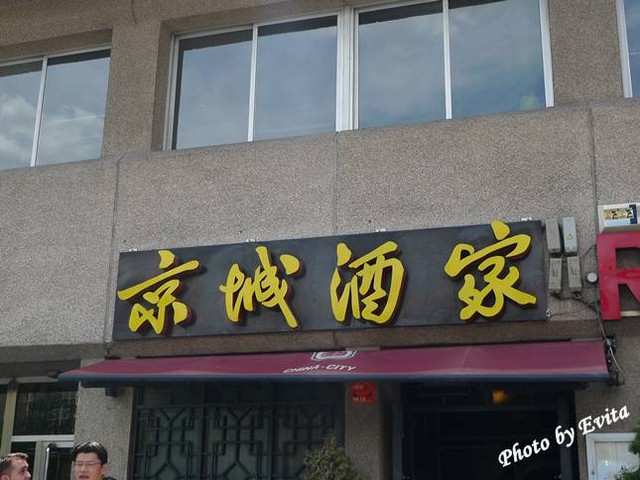 京城酒家
CHINA-CITY
R
Photo by Evita